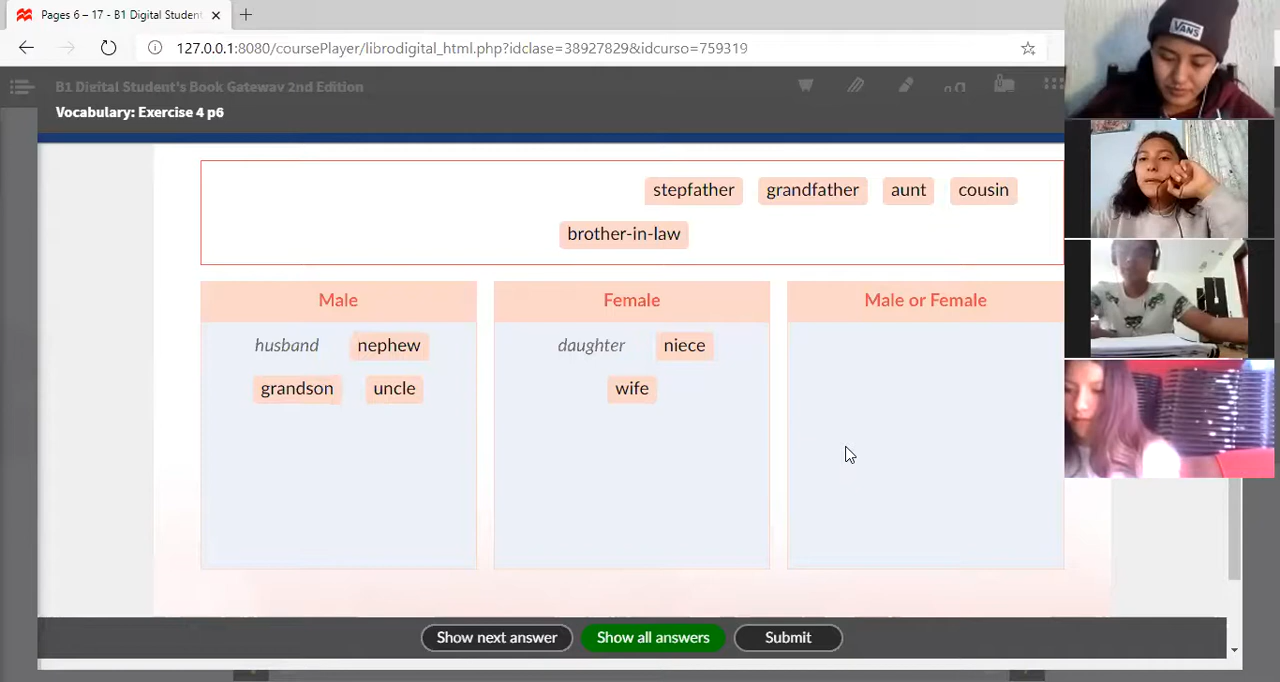 Pages 6 – 17 - B1 Digital Student
127.0.0.1:8080/coursePlayer/librodigital_html.php?idclase=38927829&idcurso=759319
B1 Digital Student's Book Gateway 2nd Edition
Vocabulary: Exercise 4 p6
VANS
stepfather grandfather aunt cousin
brother-in-law
Male Female Male or Female
husband nephew daughter niece
grandson uncle wife
Show next answer Show all answers Submit